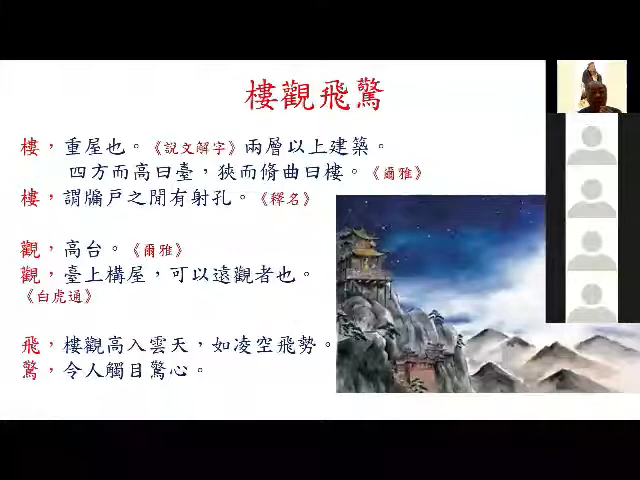 樓觀飛驚
樓，重屋也。《說文解字》兩層以上建築。
四方而高曰臺，狹而脩曲曰樓。《爾雅》
樓，謂牖戶之間有射孔。《釋名》
觀，高台。《爾雅》
觀，臺上構屋，可以遠觀者也。
《白虎通》
飛，樓觀高入雲天，如凌空飛勢。
驚，令人觸目驚心。